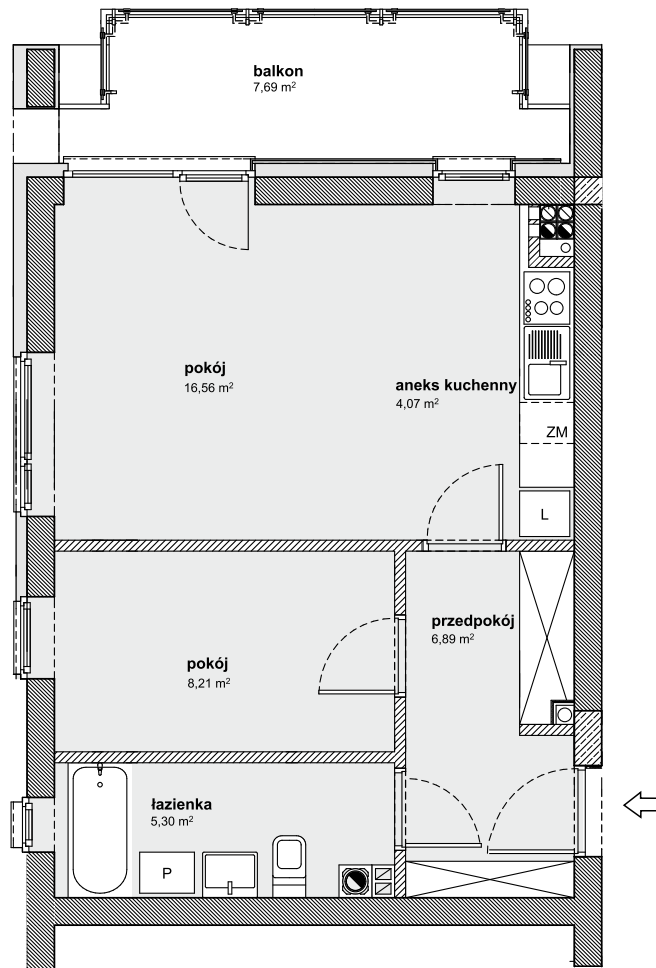 balkon
7,69 m²
pokój
16,56 m²
aneks kuchenny
4,07 m²
ZM
L
przedpokój
6,89 m²
pokój
8,21 m²
łazienka
5,30 m²
P